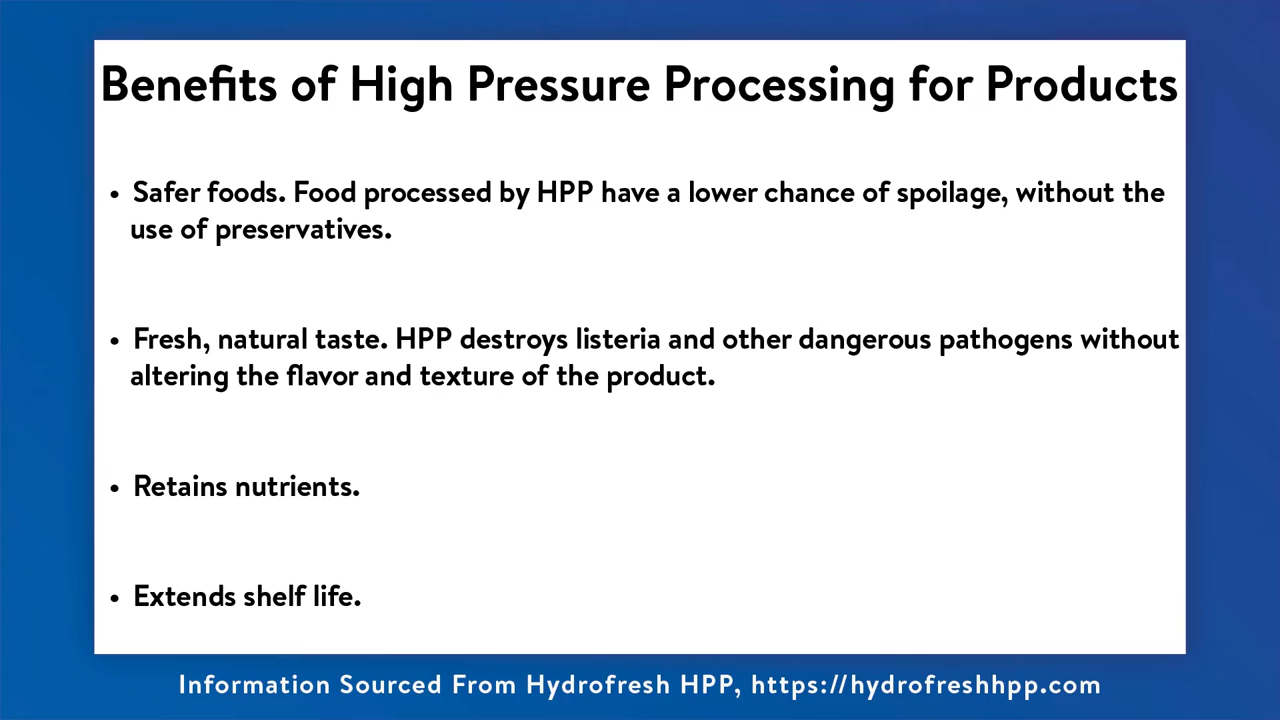 Benefits of High Pressure Processing for Products
• Safer foods. Food processed by HPP have a lower chance of spoilage, without the
use of preservatives.
• Fresh, natural taste. HPP destroys listeria and other dangerous pathogens without
altering the flavor and texture of the product.
• Retains nutrients.
• Extends shelf life.
Information Sourced From Hydrofresh HPP, https://hydrofreshhpp.com